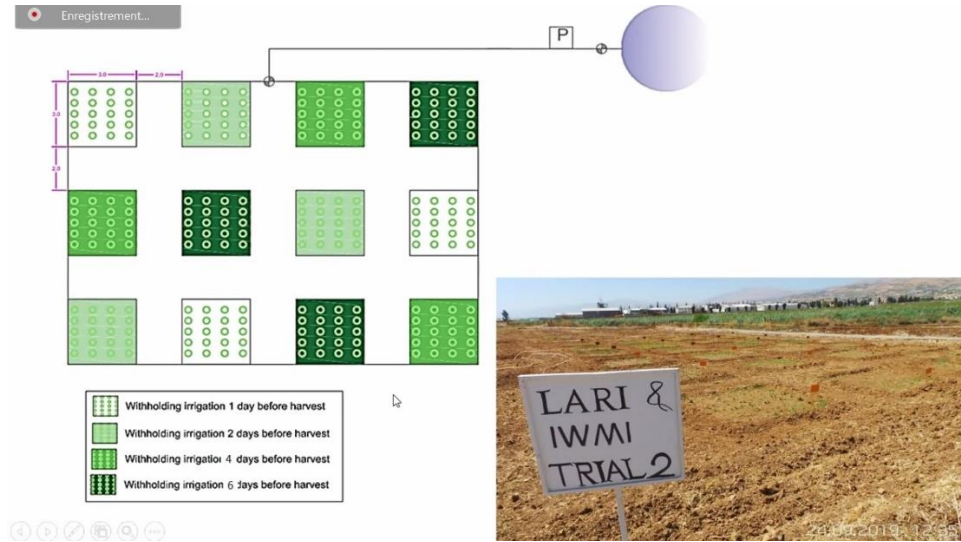 Enregistrement...
P
3.0
2.0
3.0
2.0
Withholding irrigation 1 day before harvest
Withholding irrigation 2 days before harvest
Withholding irrigation 4 days before harvest
Withholding irrigation 6 days before harvest
LARI &
IWMI
TRIAL 2
24.09.2019 12:35